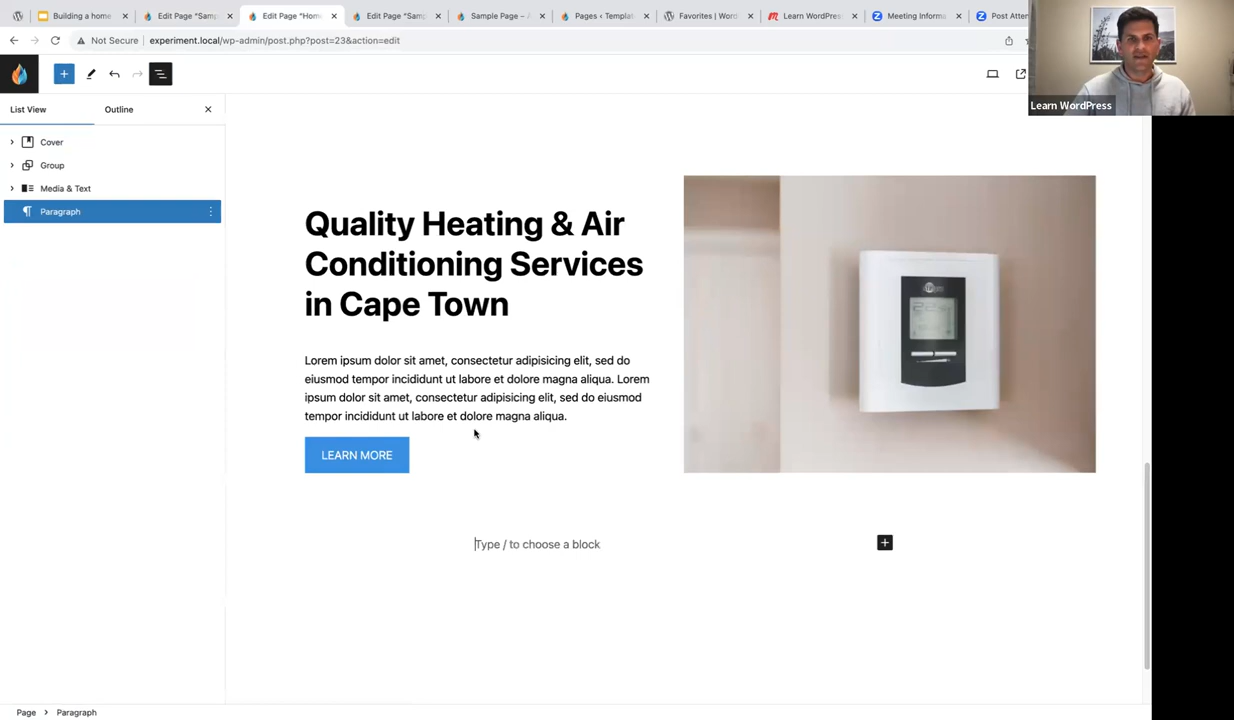 Building a home
Edit Page "Samp
Edit Page "Hom
Edit Page "Sam
Sample Page – A
Pages ‹ Templat
Favorites | Word
Learn WordPres
Meeting Informa
Post Atten
Not Secure
experiment.local/wp-admin/post.php?post=23&action=edit
Learn WordPress
List View
Outline
Cover
Group
Media & Text
Paragraph
Quality Heating & Air
Conditioning Services
in Cape Town
Lorem ipsum dolor sit amet, consectetur adipisicing elit, sed do
eiusmod tempor incididunt ut labore et dolore magna aliqua. Lorem
ipsum dolor sit amet, consectetur adipisicing elit, sed do eiusmod
tempor incididunt ut labore et dolore magna aliqua.
LEARN MORE
Type / to choose a block
Page
Paragraph